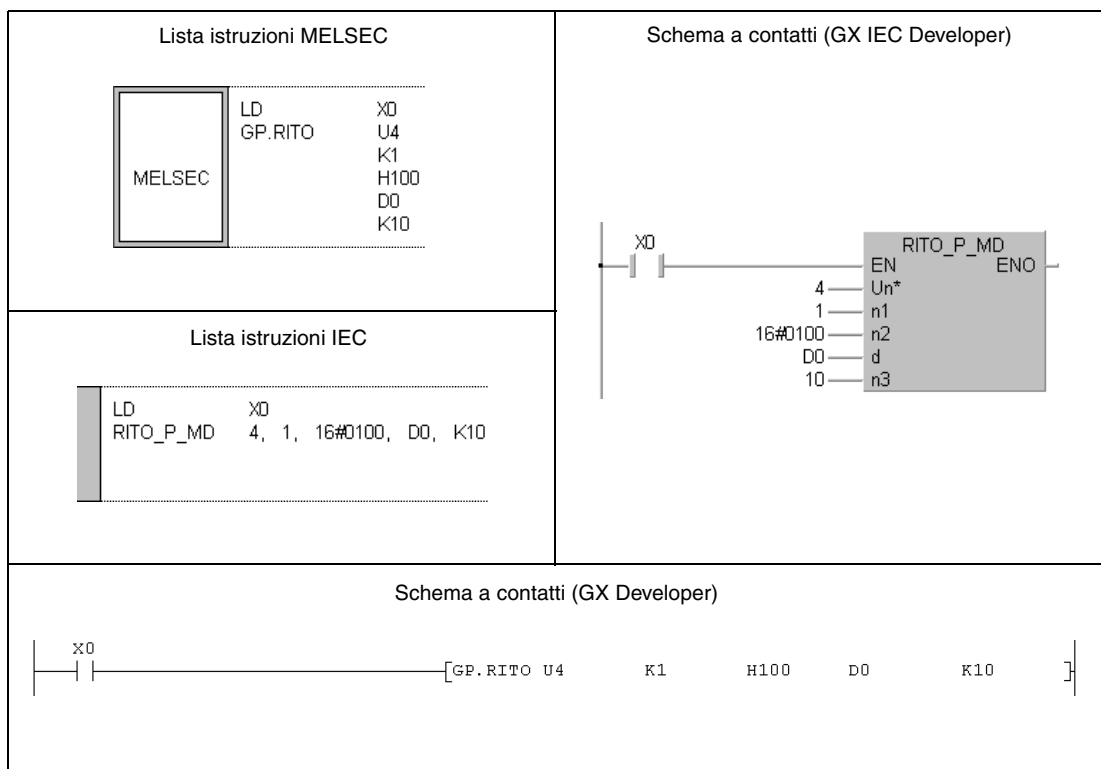 Lista istruzioni MELSEC
MELSEC
LD X0
GP.RITO U4
K1
H100
D0
K10
Schema a contatti (GX IEC Developer)
X0
RITO_P_MD
EN ENO
4 Un*
1 n1
16#0100 n2
D0 d
10 n3
Lista istruzioni IEC
LD X0
RITO_P_MD 4, 1, 16#0100, D0, K10
Schema a contatti (GX Developer)
X0
[GP.RITO U4 K1 H100 D0 K10 ]